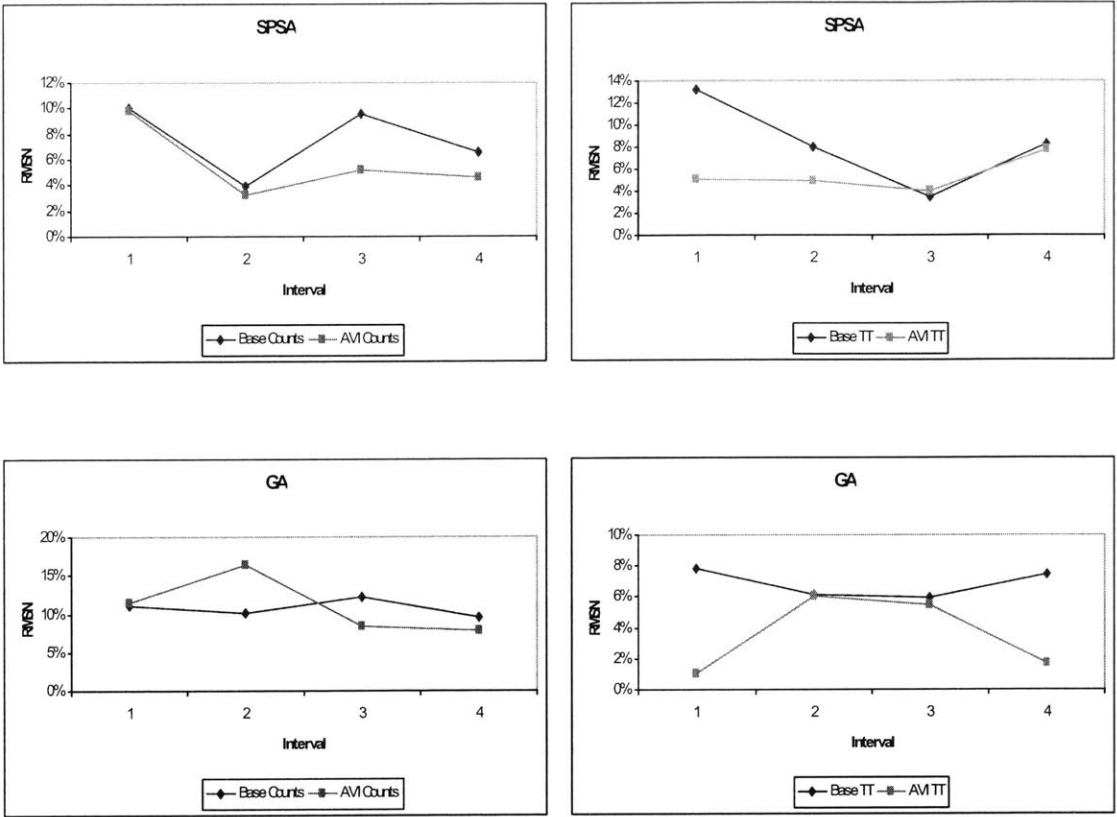 SPSA
12%
10%
8%
6%
4%
2%
0%
RMSN
1 2 3 4
Interval
Base Counts AVI Counts
SPSA
14%
12%
10%
8%
6%
4%
2%
0%
RMSN
1 2 3 4
Interval
Base TT AVI TT
GA
20%
15%
10%
5%
0%
RMSN
1 2 3 4
Interval
Base Counts AVI Counts
GA
10%
8%
6%
4%
2%
0%
RMSN
1 2 3 4
Interval
Base TT AVI TT